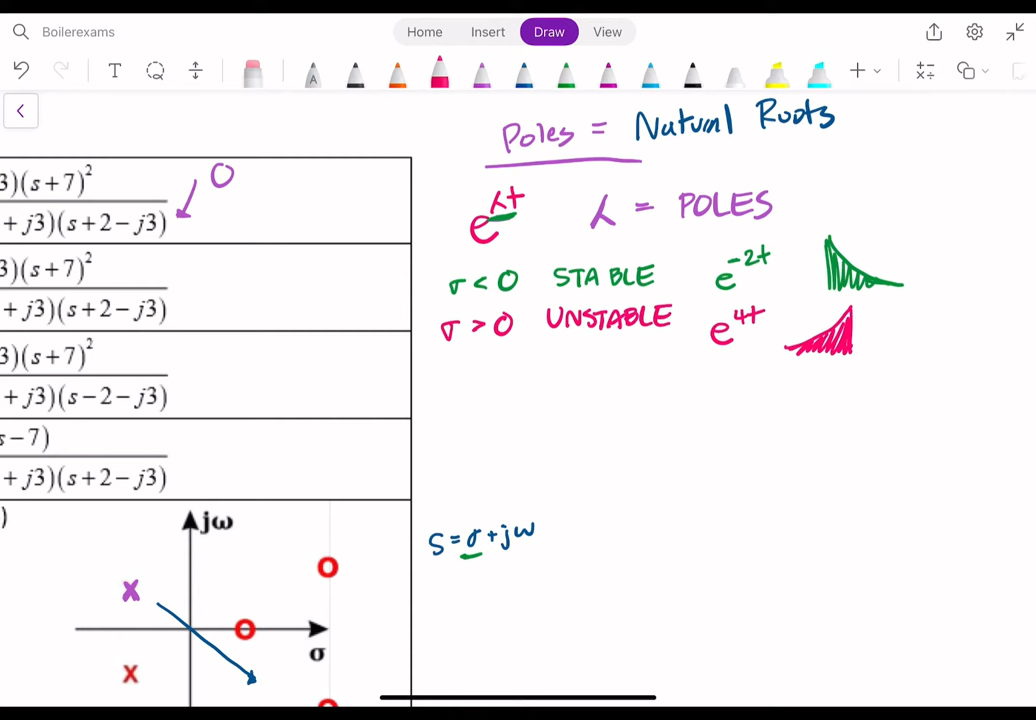 Boilerexams
Home Insert Draw View
T
A
Poles = Natural Roots
3)(s+7)²
+ j3)(s+2− j3)
0
e^λt λ = POLES
σ < 0 STABLE e^-2t
σ > 0 UNSTABLE e^4t
3)(s+7)²
+ j3)(s+2− j3)
3)(s+7)²
+ j3)(s−2− j3)
s−7)
+ j3)(s+2− j3)
)
jω
S = σ + jω
X
O
O
σ
X